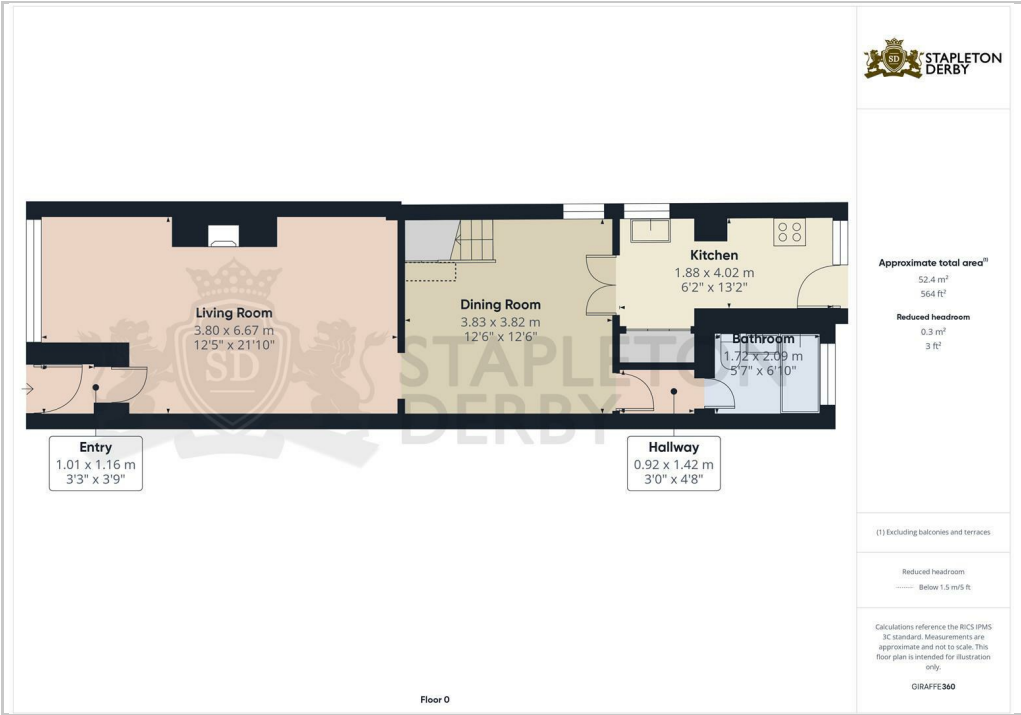 SD
STAPLETON
DERBY
Living Room
3.80 x 6.67 m
12'5" x 21'10"
Dining Room
3.83 x 3.82 m
12'6" x 12'6"
Kitchen
1.88 x 4.02 m
6'2" x 13'2"
Bathroom
1.72 x 2.09 m
5'7" x 6'10"
SD
STAPLETON
DERBY
Entry
1.01 x 1.16 m
3'3" x 3'9"
Hallway
0.92 x 1.42 m
3'0" x 4'8"
Floor 0
Approximate total area(1)
52.4 m²
564 ft²
Reduced headroom
0.3 m²
3 ft²
(1) Excluding balconies and terraces
Reduced headroom
Below 1.5 m/5 ft
Calculations reference the RICS IPMS
3C standard. Measurements are
approximate and not to scale. This
floor plan is intended for illustration
only.
GIRAFFE360